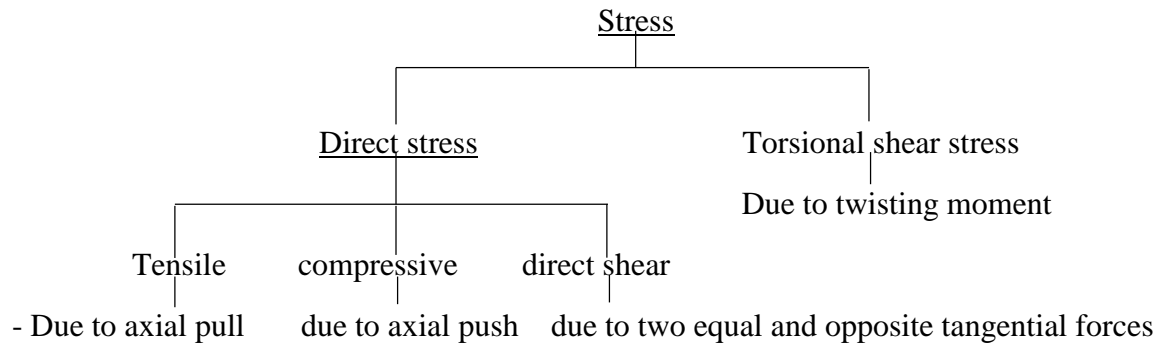 Stress
Direct stress Torsional shear stress
Due to twisting moment
Tensile compressive direct shear
- Due to axial pull due to axial push due to two equal and opposite tangential forces